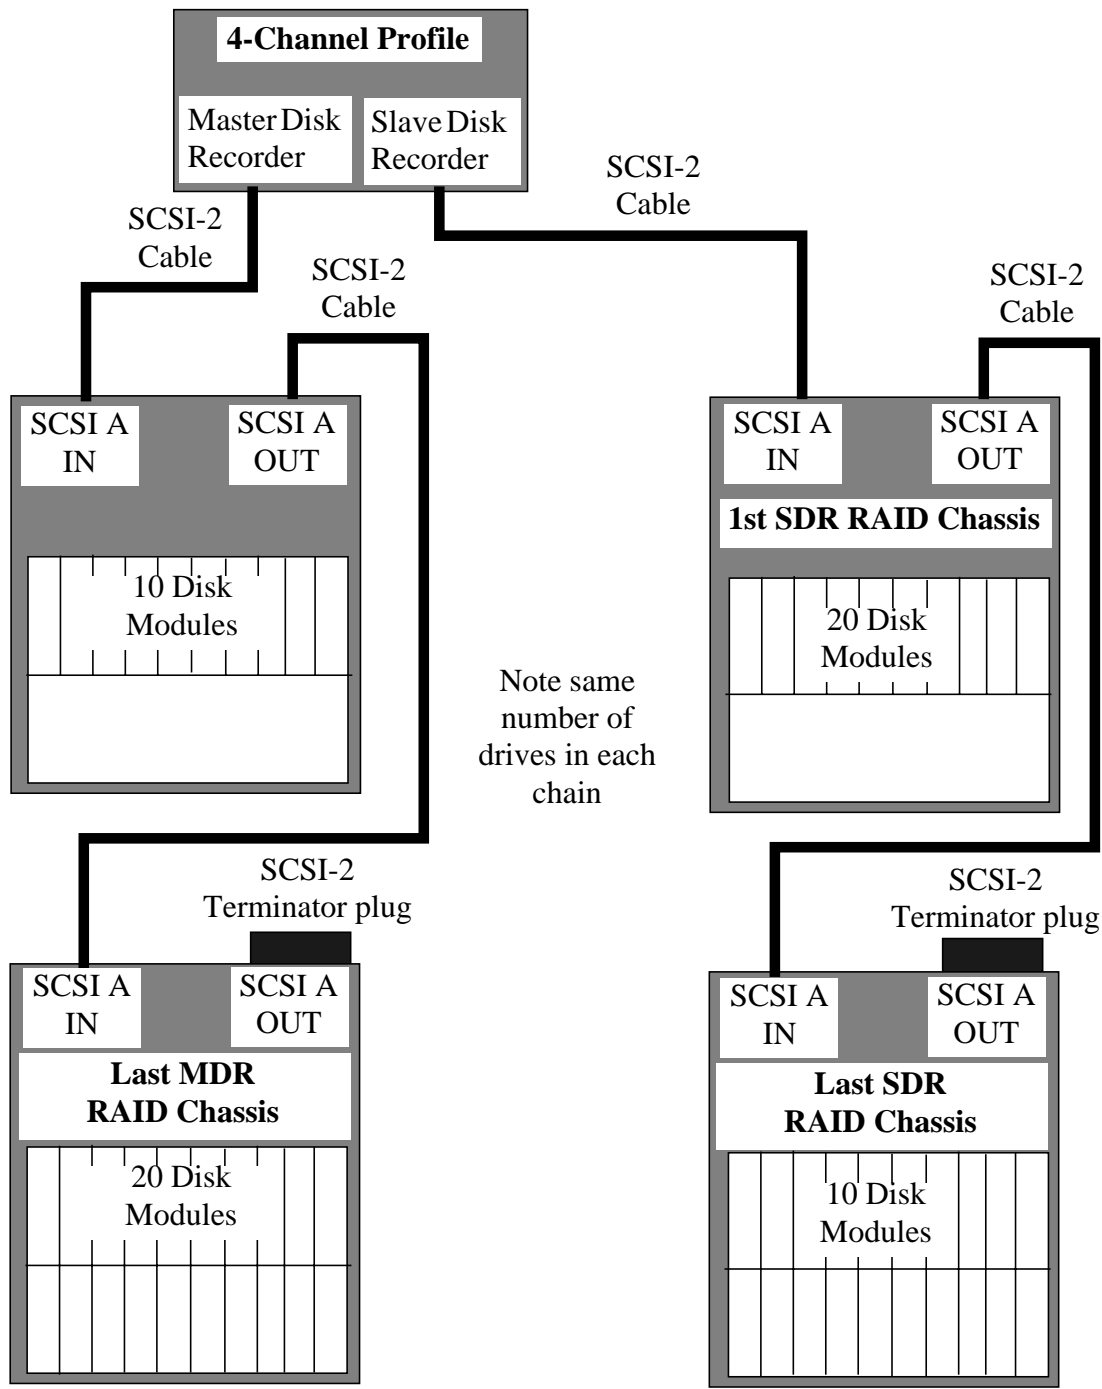 4-Channel Profile
Master Disk
Recorder
Slave Disk
Recorder
SCSI-2
Cable
SCSI-2
Cable
SCSI-2
Cable
SCSI-2
Cable
SCSI A
IN
SCSI A
OUT
10 Disk
Modules
SCSI A
IN
SCSI A
OUT
1st SDR RAID Chassis
20 Disk
Modules
Note same
number of
drives in each
chain
SCSI-2
Terminator plug
SCSI A
IN
SCSI A
OUT
Last MDR
RAID Chassis
20 Disk
Modules
SCSI-2
Terminator plug
SCSI A
IN
SCSI A
OUT
Last SDR
RAID Chassis
10 Disk
Modules